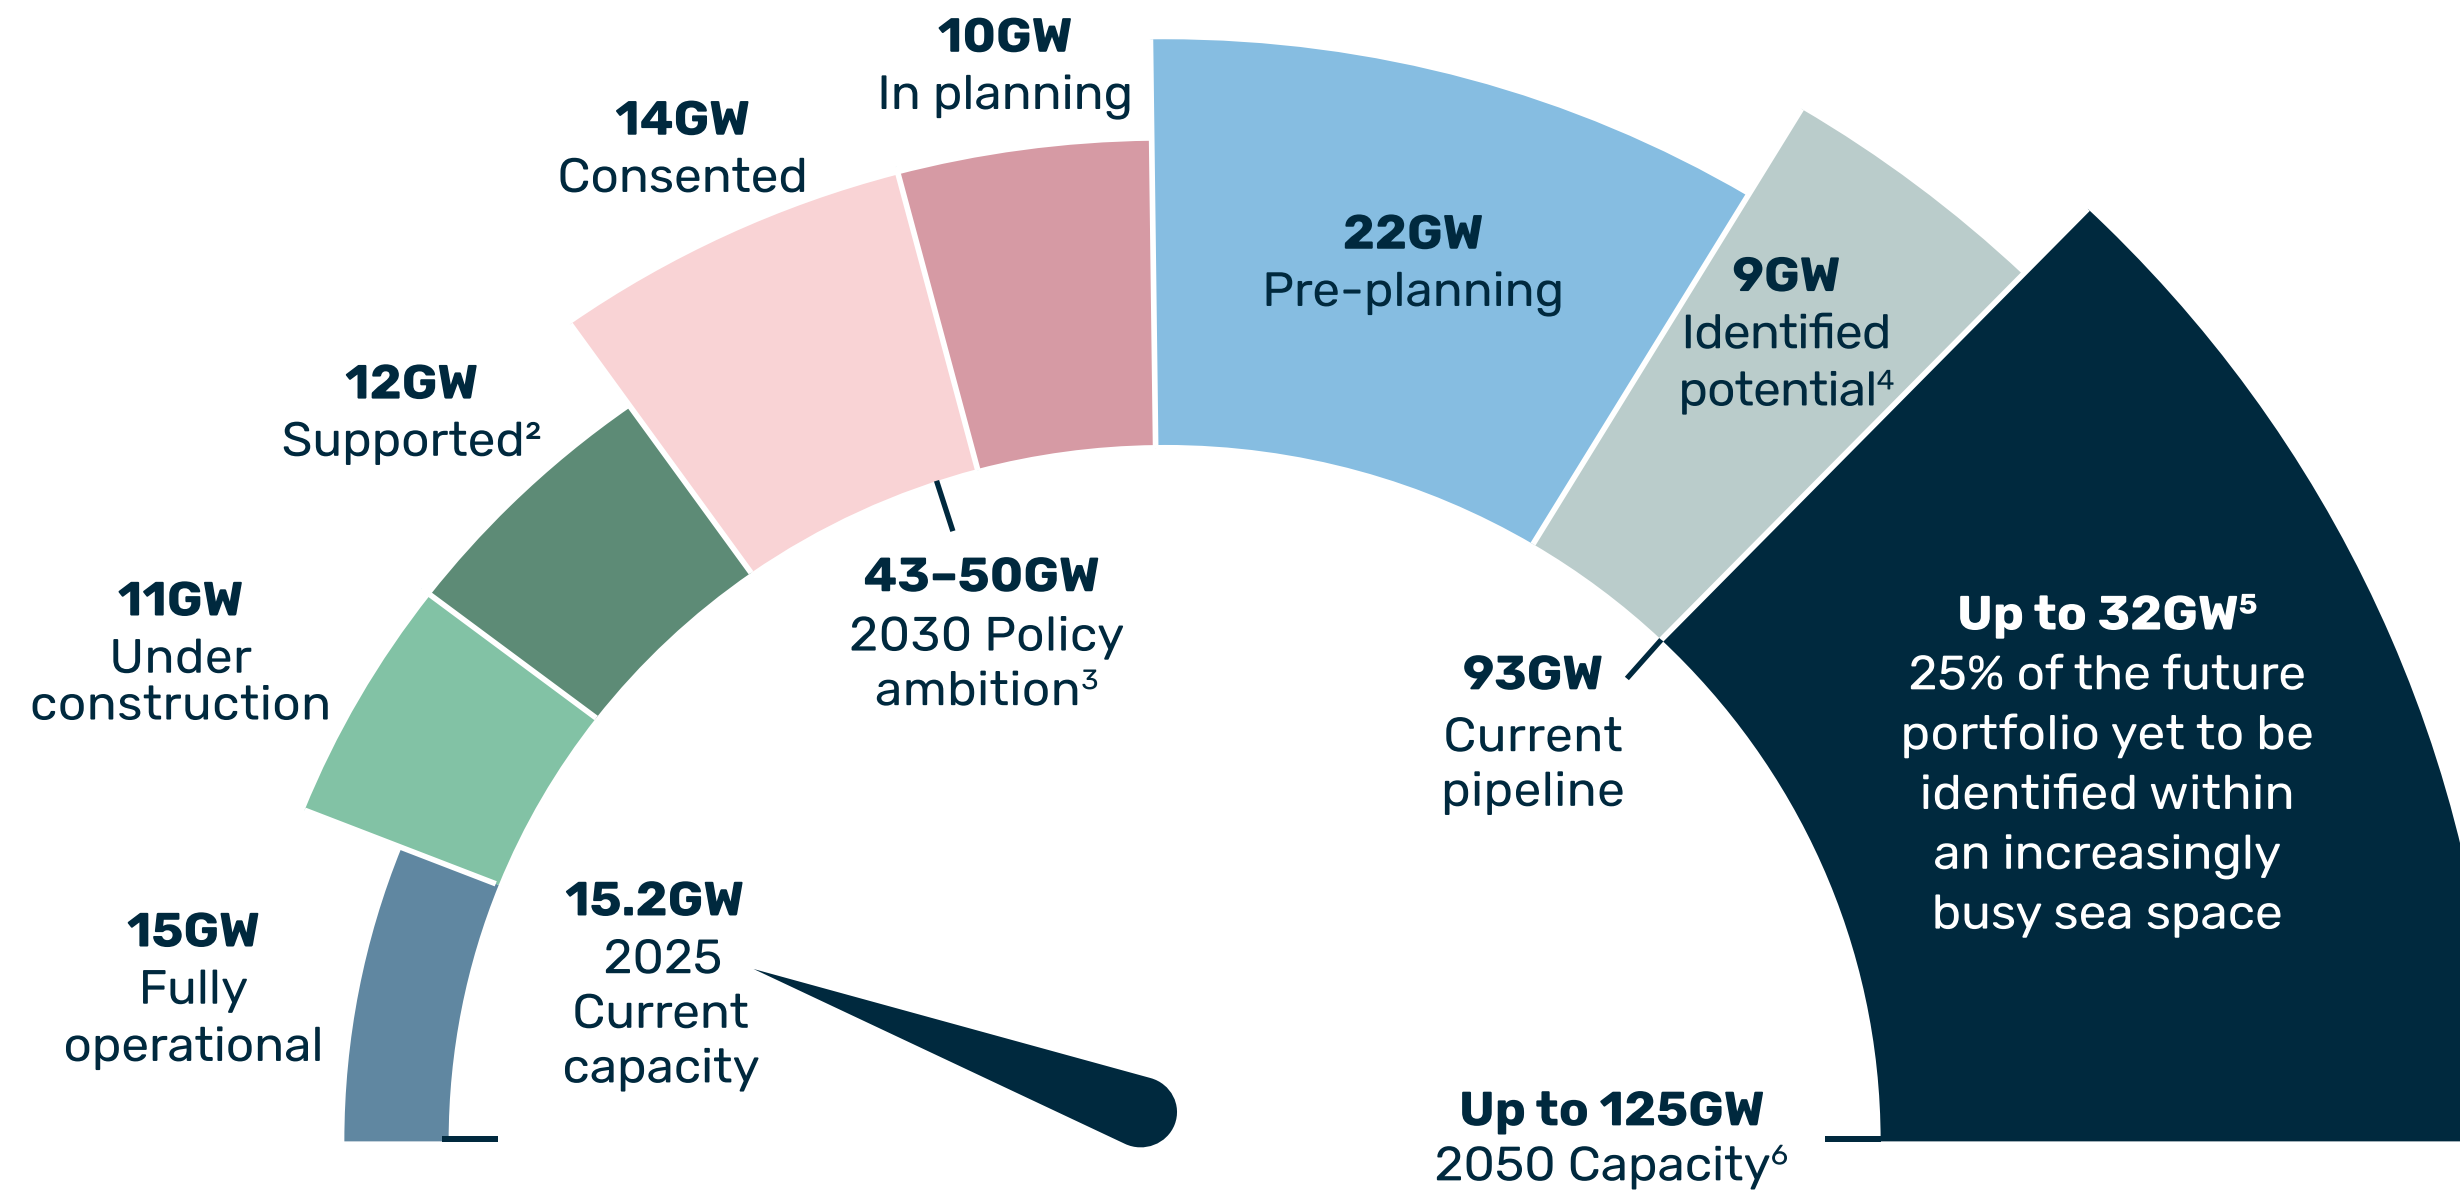 10GW
In planning
14GW
Consented
22GW
Pre-planning
9GW
Identified
potential⁴
12GW
Supported²
43–50GW
2030 Policy
ambition³
11GW
Under
construction
Up to 32GW⁵
25% of the future
portfolio yet to be
identified within
an increasingly
busy sea space
93GW
Current
pipeline
15GW
Fully
operational
15.2GW
2025
Current
capacity
Up to 125GW
2050 Capacity⁶